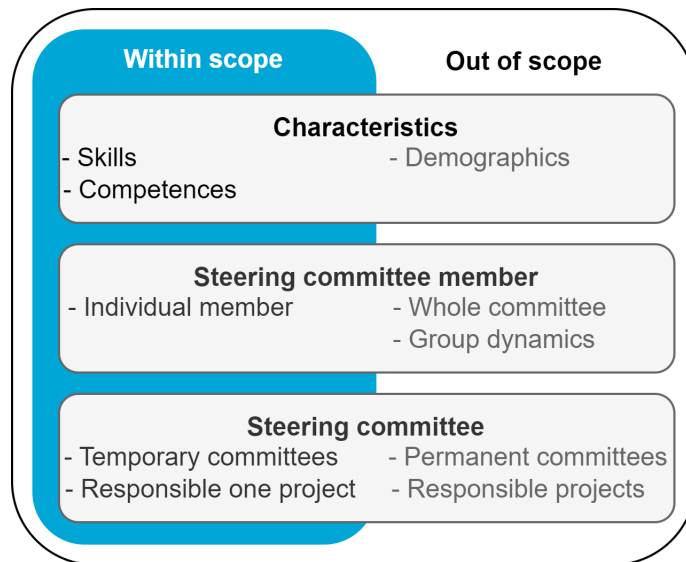 Within scope
Out of scope
Characteristics
- Skills
- Demographics
- Competences
Steering committee member
- Individual member
- Whole committee
- Group dynamics
Steering committee
- Temporary committees
- Permanent committees
- Responsible one project
- Responsible projects